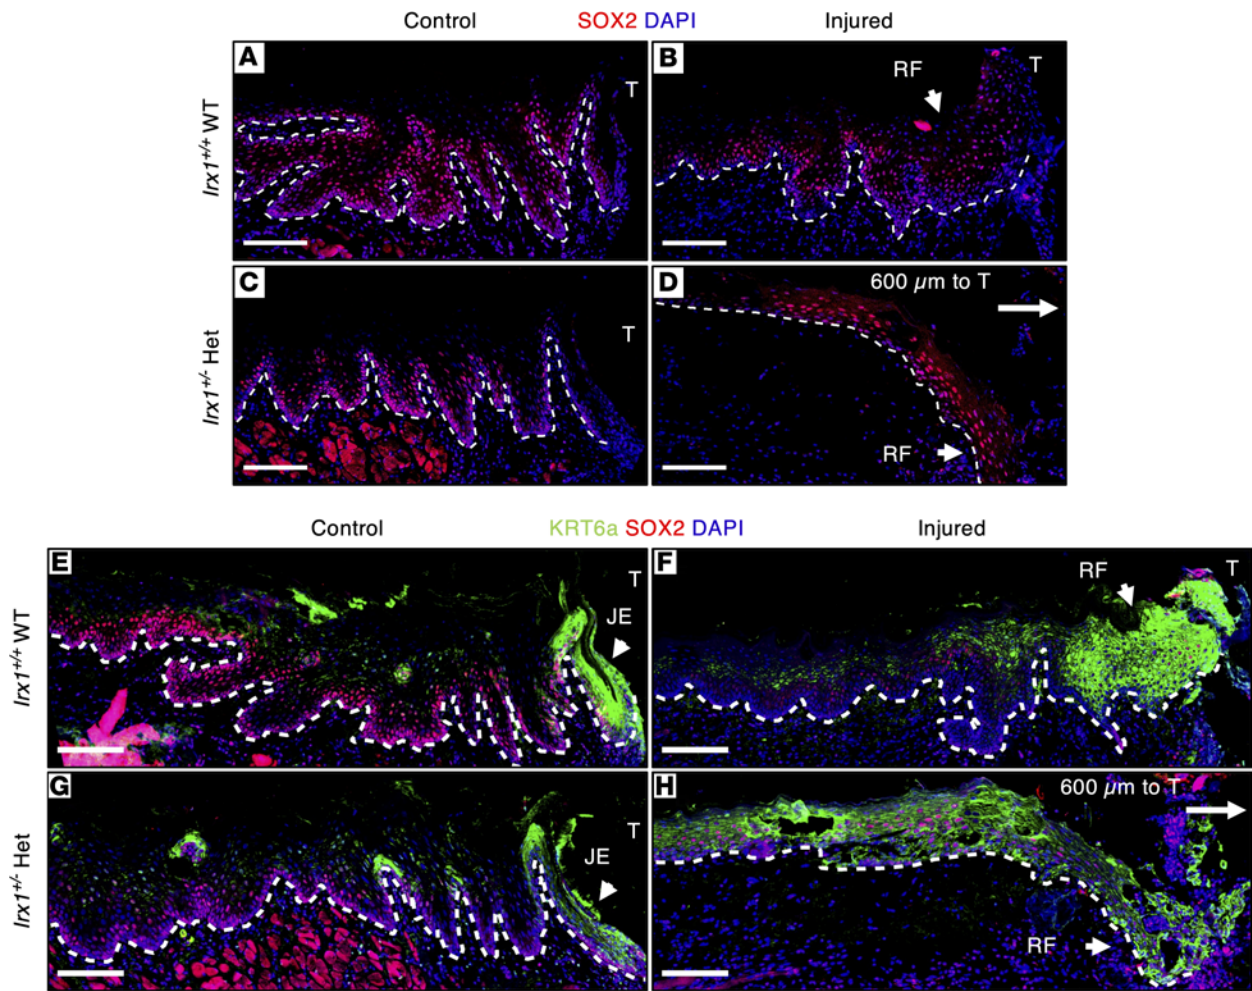 Control SOX2 DAPI Injured
Irx1+/+ WT
A T
B RF T
Irx1+/- Het
C T
D 600 µm to T
RF
Control KRT6a SOX2 DAPI Injured
Irx1+/+ WT
E T
JE
F RF T
Irx1+/- Het
G T
JE
H 600 µm to T
RF